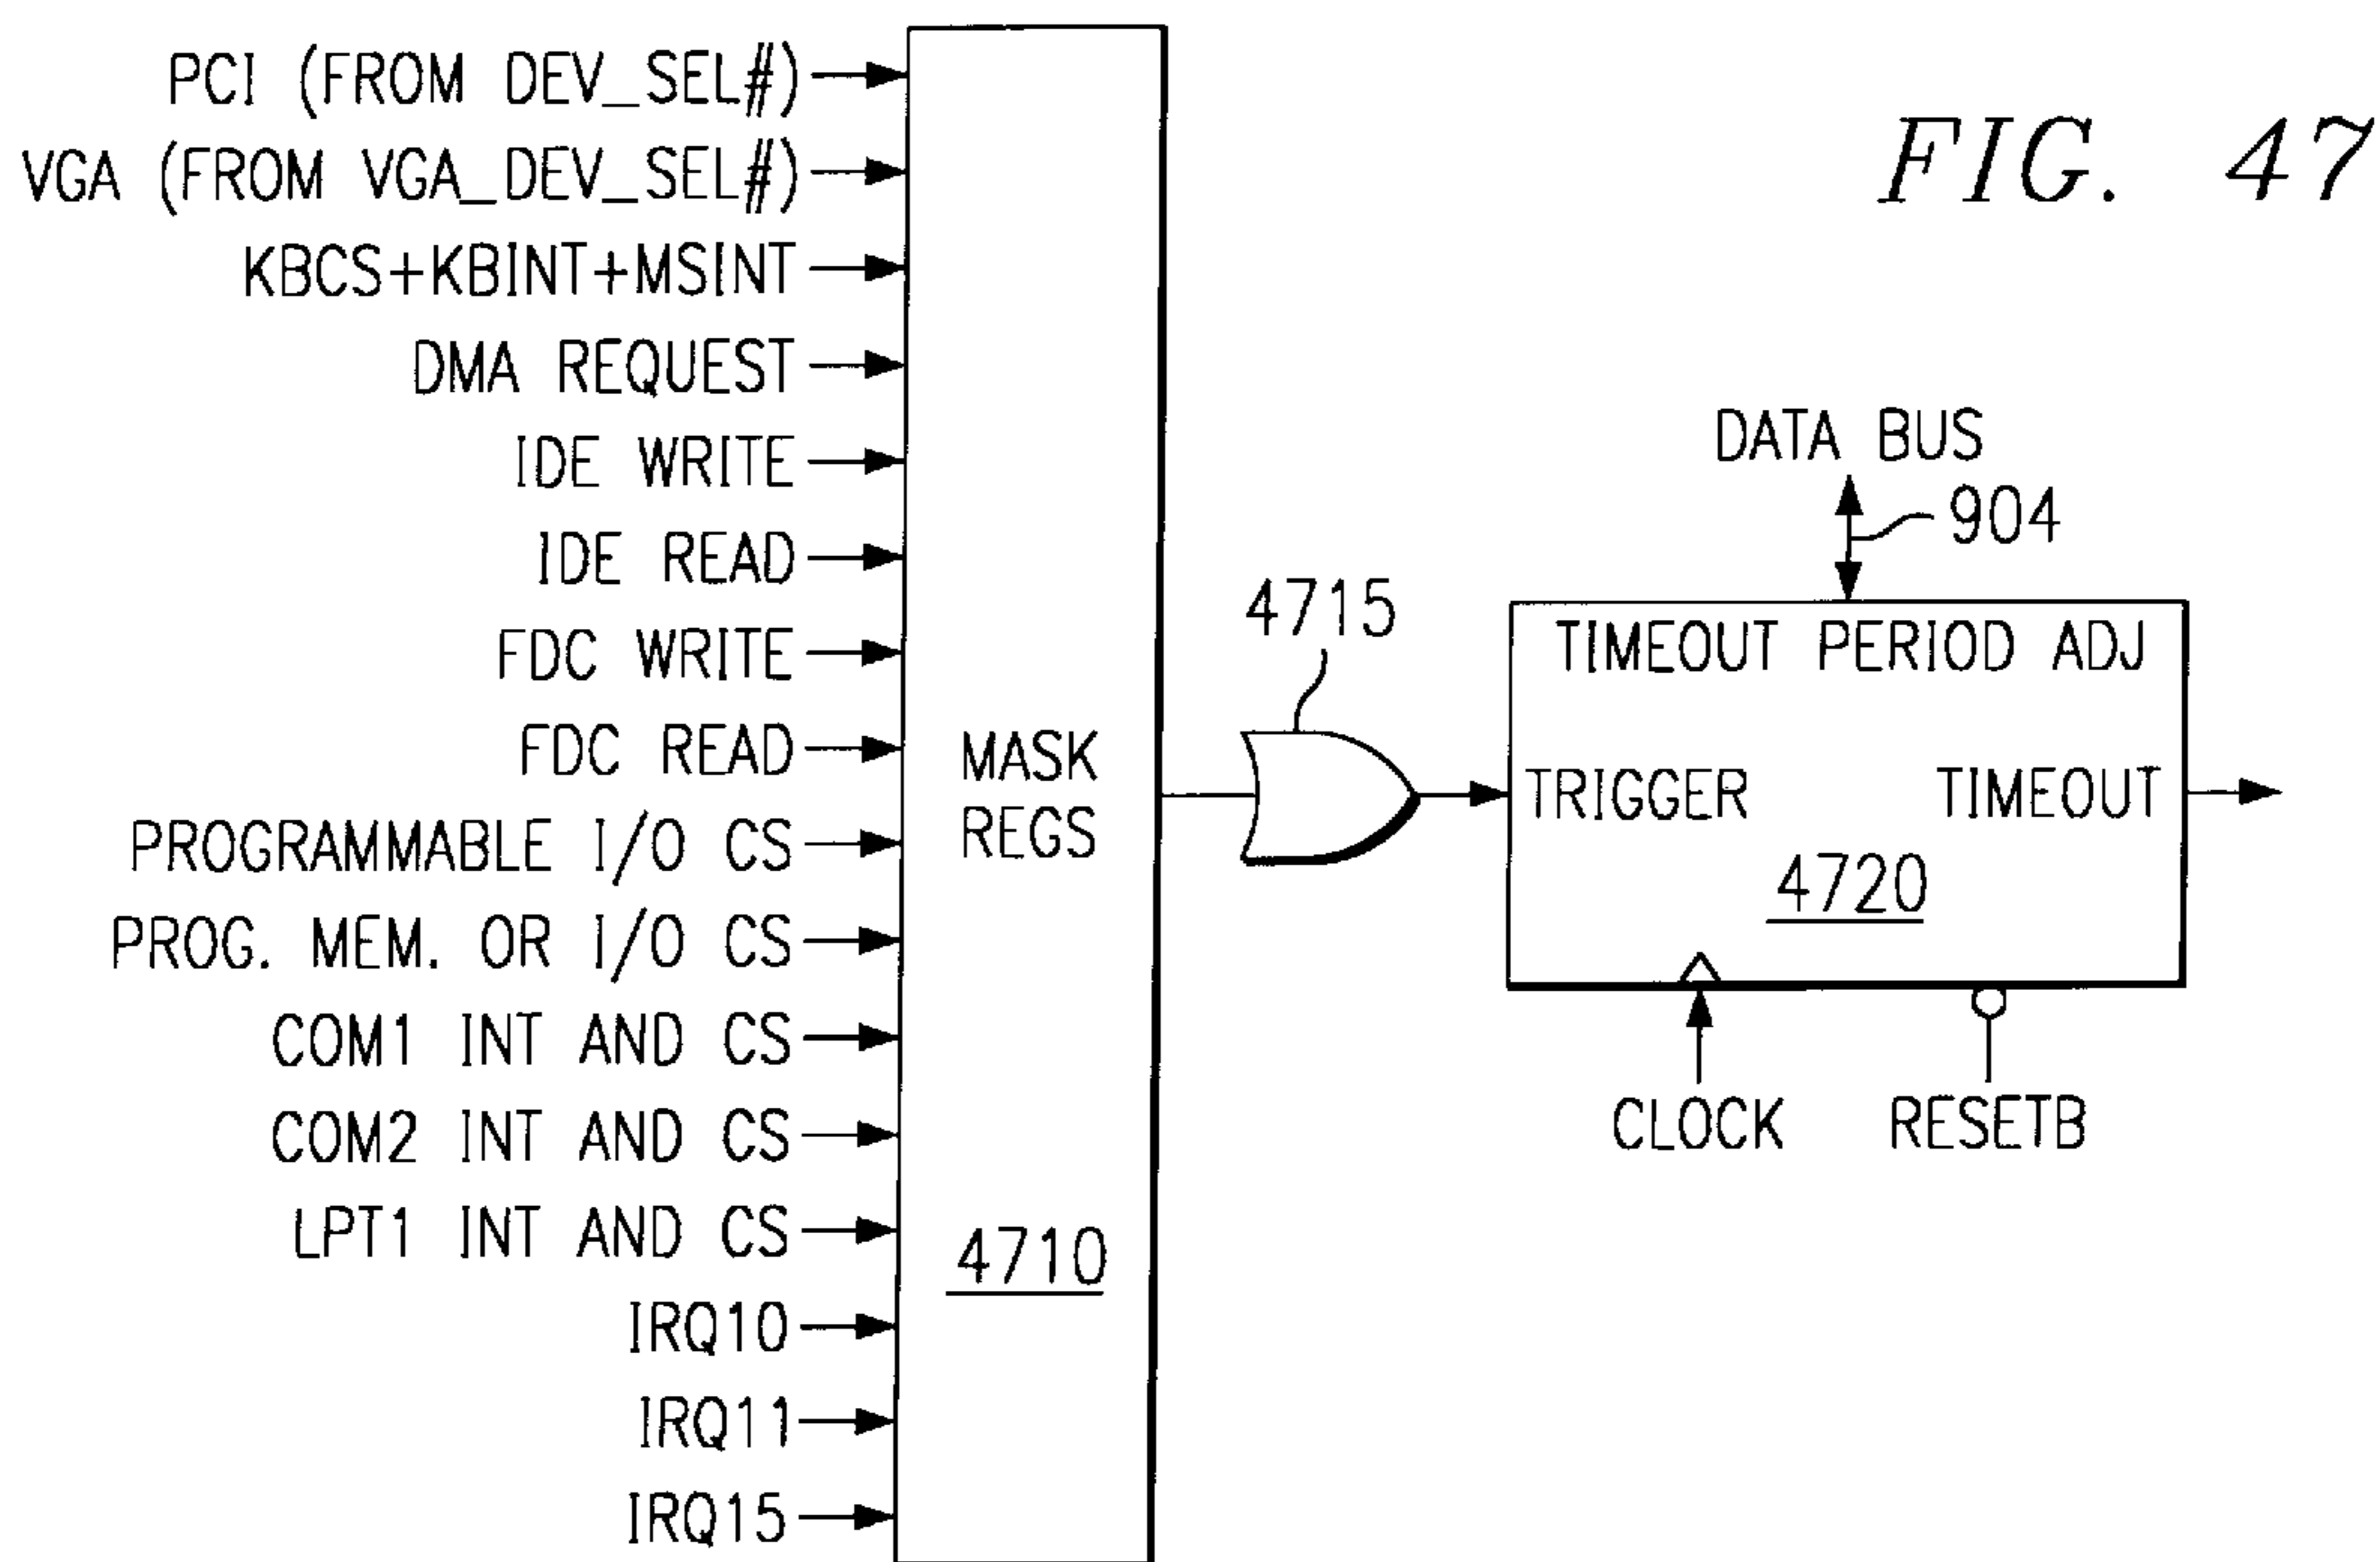 FIG. 47
PCI (FROM DEV_SEL#)
VGA (FROM VGA_DEV_SEL#)
KBCS+KBINT+MSINT
DMA REQUEST
IDE WRITE
IDE READ
FDC WRITE
FDC READ
PROGRAMMABLE I/O CS
PROG. MEM. OR I/O CS
COM1 INT AND CS
COM2 INT AND CS
LPT1 INT AND CS
IRQ10
IRQ11
IRQ15
MASK
REGS
4710
4715
DATA BUS
904
TIMEOUT PERIOD ADJ
TRIGGER
TIMEOUT
4720
CLOCK
RESETB